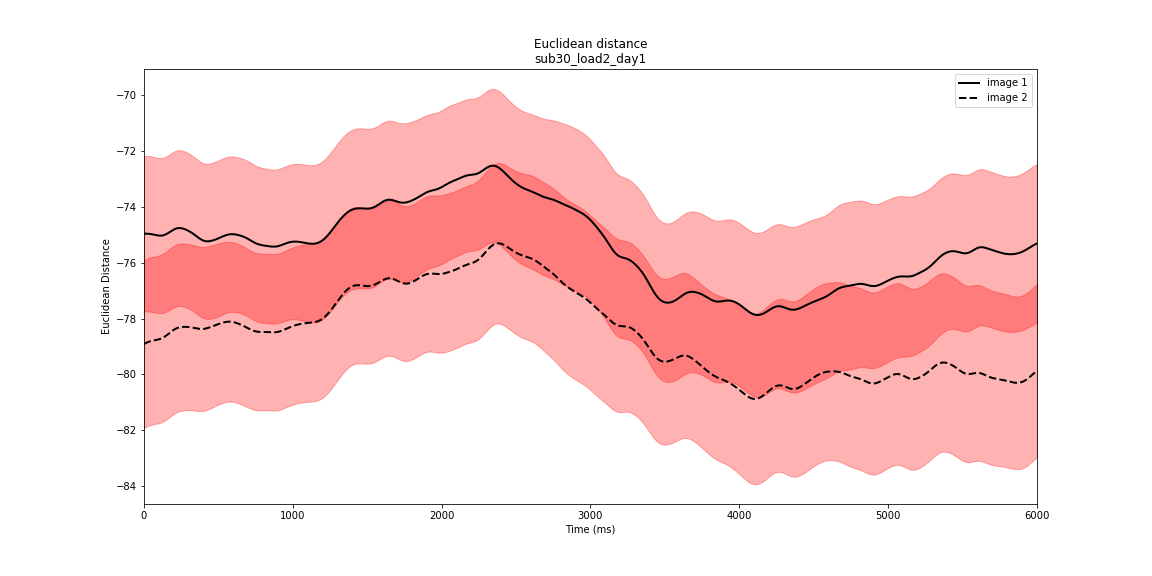 Euclidean distance
sub30_load2_day1
image 1
image 2
Euclidean Distance
−70
−72
−74
−76
−78
−80
−82
−84
0 1000 2000 3000 4000 5000 6000
Time (ms)